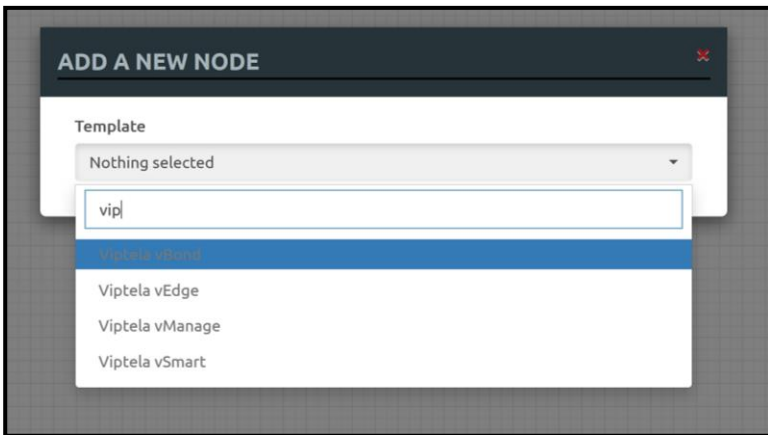 ADD A NEW NODE
Template
Nothing selected
vip
Viptela vBond
Viptela vEdge
Viptela vManage
Viptela vSmart